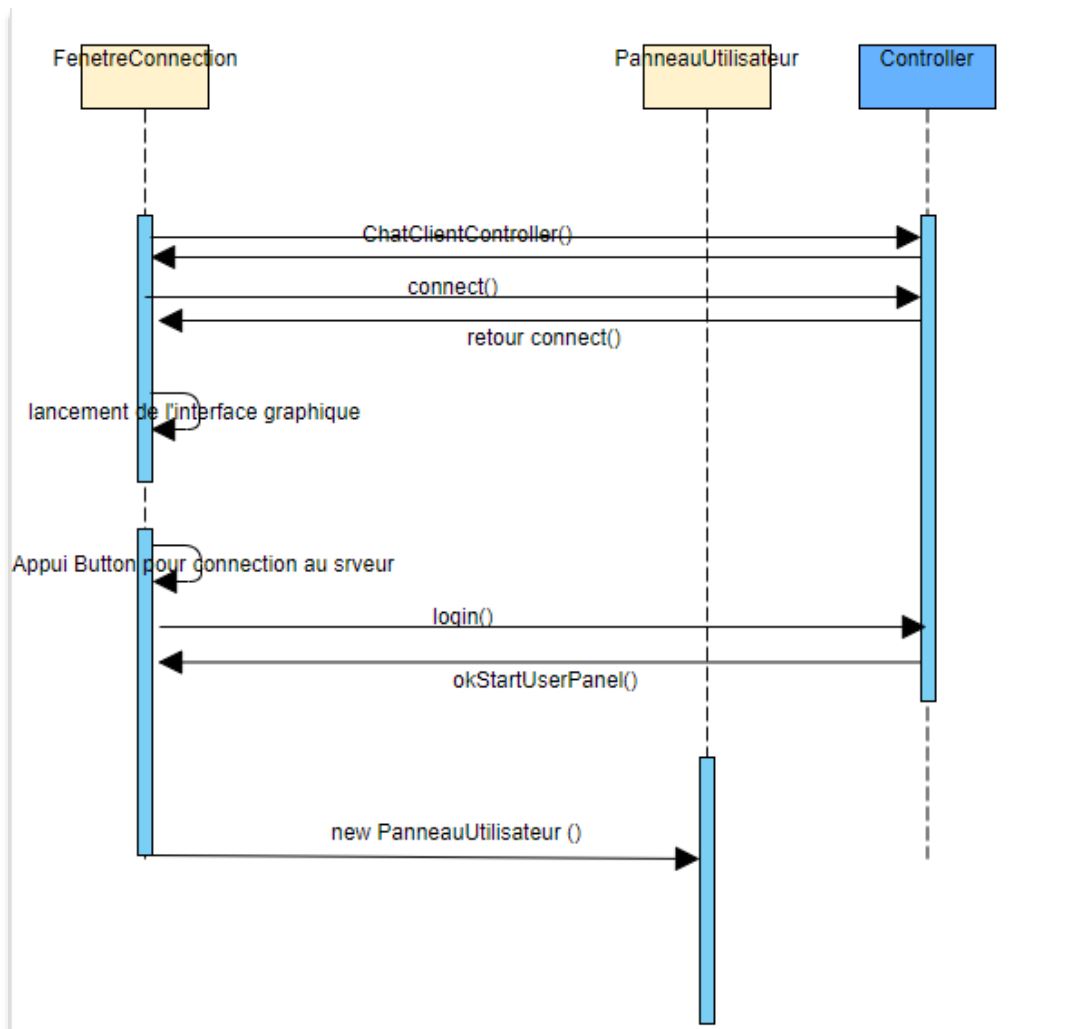 FenetreConnection
PanneauUtilisateur
Controller
ChatClientController()
connect()
retour connect()
lancement de l'interface graphique
Appui Button pour connection au srveur
login()
okStartUserPanel()
new PanneauUtilisateur ()